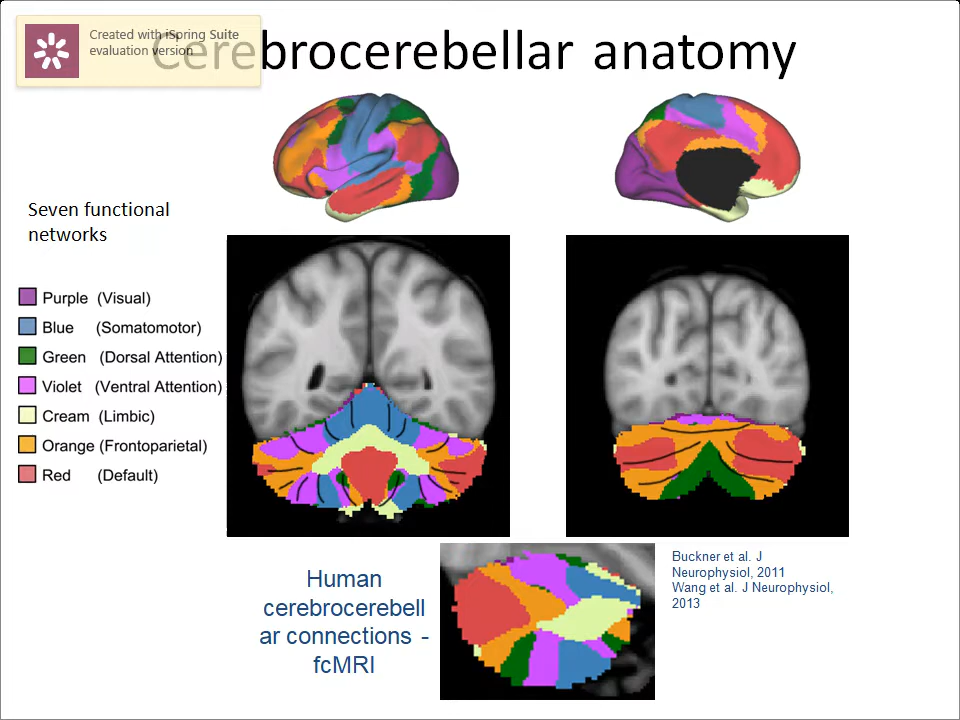 Created with iSpring Suite
evaluation version
Cerebrocerebellar anatomy
Seven functional
networks
Purple (Visual)
Blue (Somatomotor)
Green (Dorsal Attention)
Violet (Ventral Attention)
Cream (Limbic)
Orange (Frontoparietal)
Red (Default)
Human
cerebrocerebell
ar connections -
fcMRI
Buckner et al. J
Neurophysiol, 2011
Wang et al. J Neurophysiol,
2013